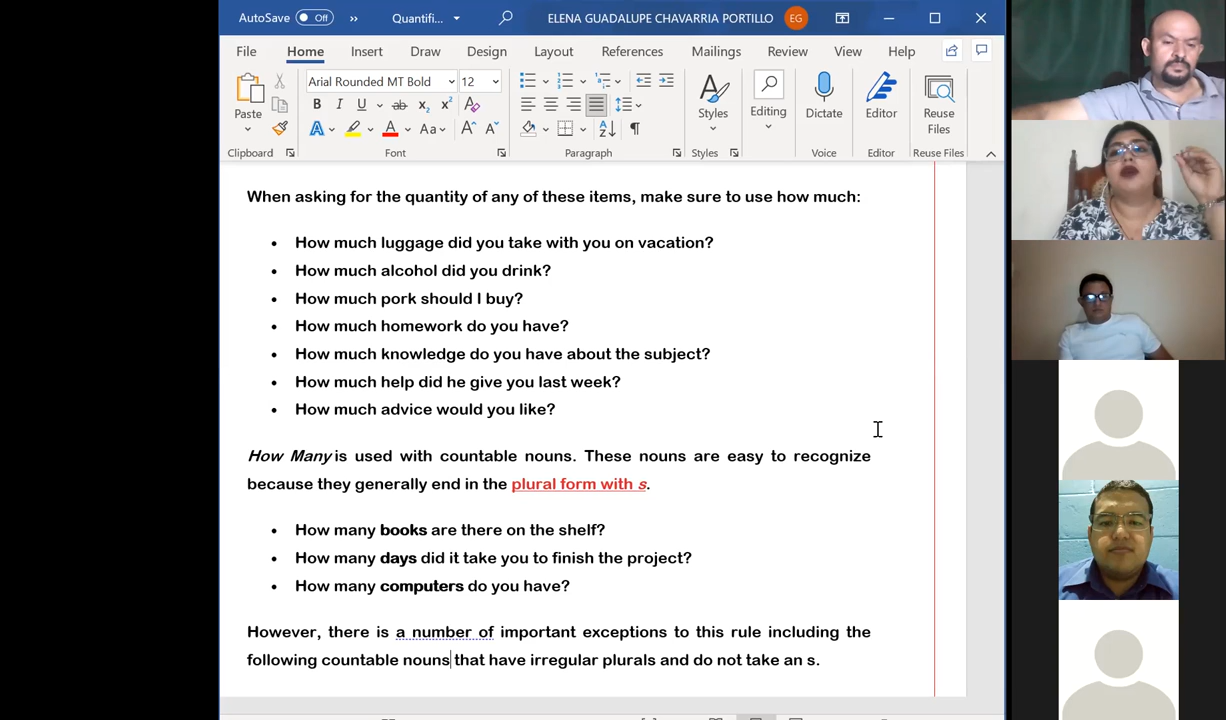 AutoSave Off » Quantifi... ELENA GUADALUPE CHAVARRIA PORTILLO EG
File Home Insert Draw Design Layout References Mailings Review View Help
Arial Rounded MT Bold 12
Paste Styles Editing Dictate Editor Reuse Files
B I U ab x₂ x² A
A A Aa A A A Z ¶
Clipboard Font Paragraph Styles Voice Editor Reuse Files
When asking for the quantity of any of these items, make sure to use how much:
• How much luggage did you take with you on vacation?
• How much alcohol did you drink?
• How much pork should I buy?
• How much homework do you have?
• How much knowledge do you have about the subject?
• How much help did he give you last week?
• How much advice would you like?
How Many is used with countable nouns. These nouns are easy to recognize
because they generally end in the plural form with s.
• How many books are there on the shelf?
• How many days did it take you to finish the project?
• How many computers do you have?
However, there is a number of important exceptions to this rule including the
following countable nouns that have irregular plurals and do not take an s.